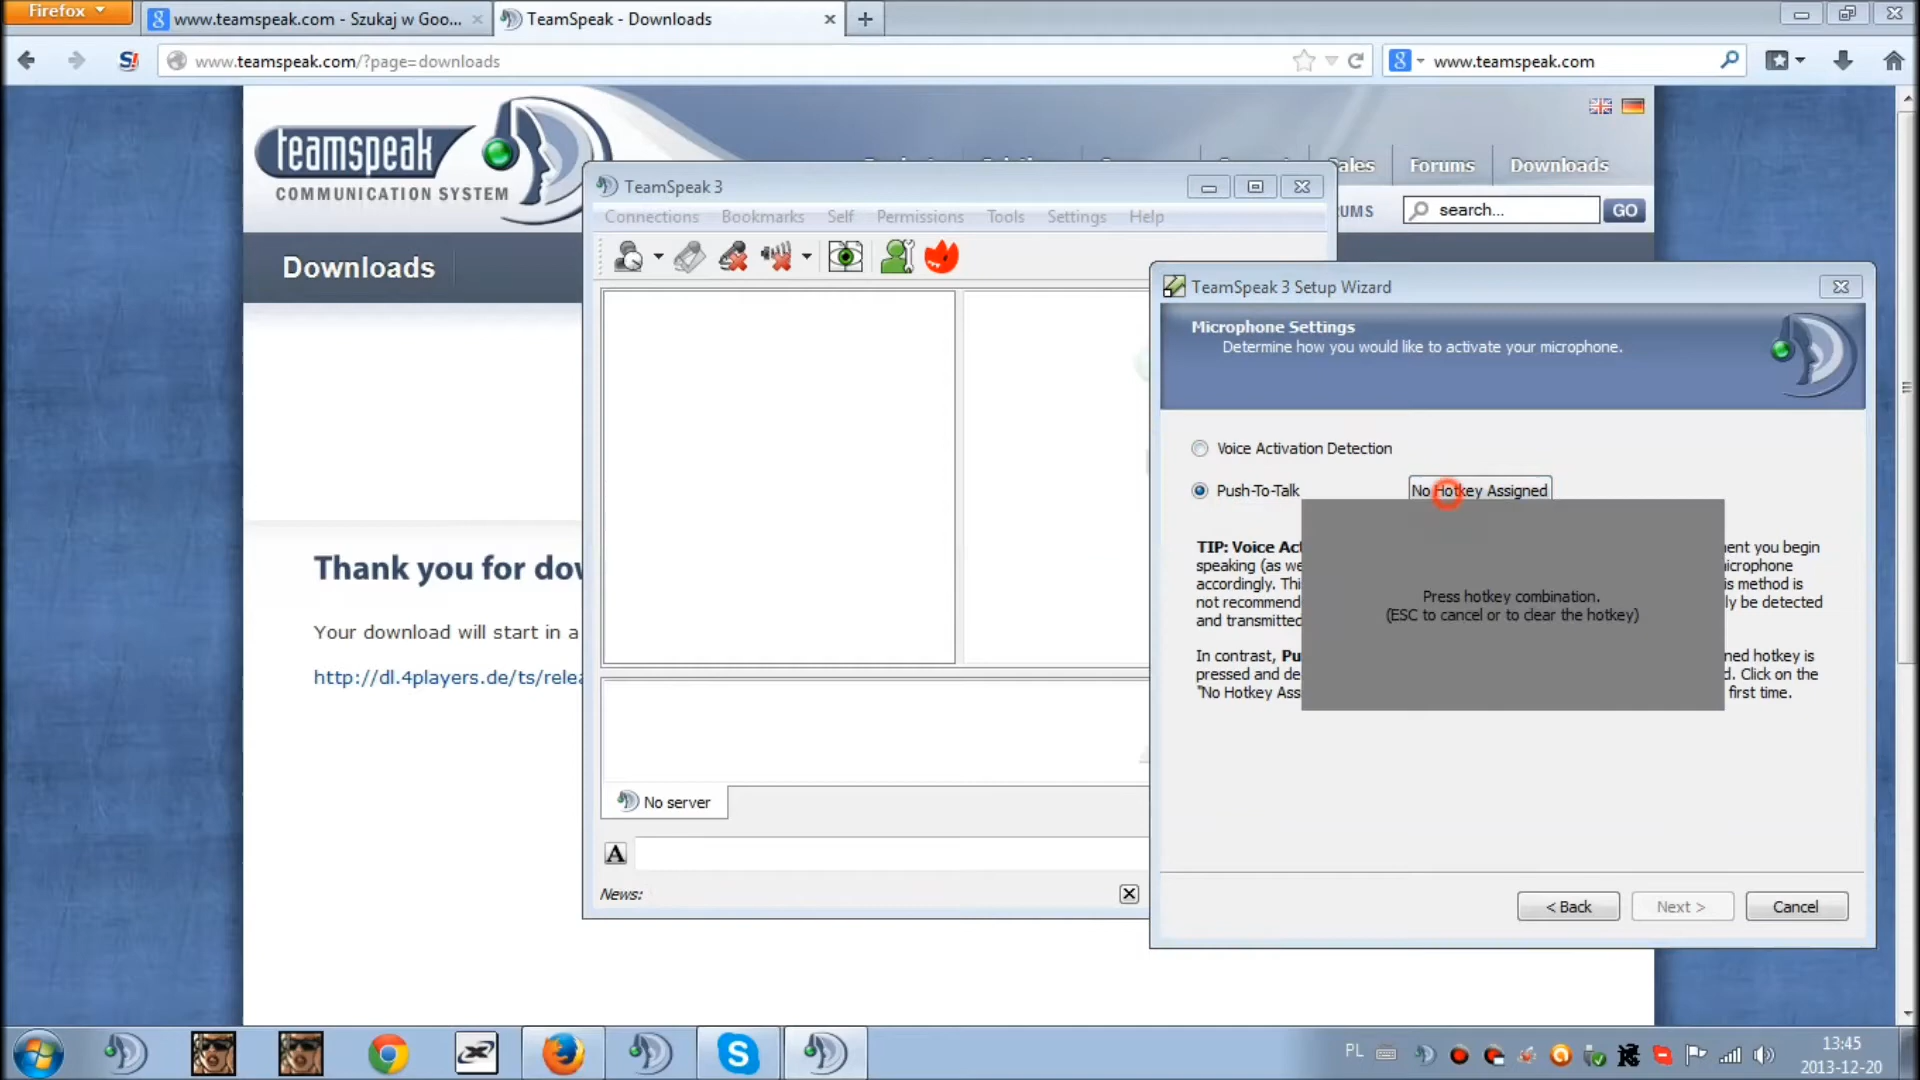 Firefox
www.teamspeak.com - Szukaj w Goo...
TeamSpeak - Downloads
www.teamspeak.com/?page=downloads
www.teamspeak.com
teamspeak
COMMUNICATION SYSTEM
Sales
Forums
Downloads
UMS
search...
GO
Downloads
Thank you for dow
Your download will start in a
http://dl.4players.de/ts/relea
TeamSpeak 3
Connections Bookmarks Self Permissions Tools Settings Help
No server
A
News:
TeamSpeak 3 Setup Wizard
Microphone Settings
Determine how you would like to activate your microphone.
Voice Activation Detection
Push-To-Talk
No Hotkey Assigned
TIP: Voice Act ent you begin
speaking (as we icrophone
accordingly. Thi is method is
not recommend ly be detected
and transmitted
In contrast, Pu ned hotkey is
pressed and de d. Click on the
"No Hotkey Ass first time.
Press hotkey combination.
(ESC to cancel or to clear the hotkey)
< Back
Next >
Cancel
PL
13:45
2013-12-20